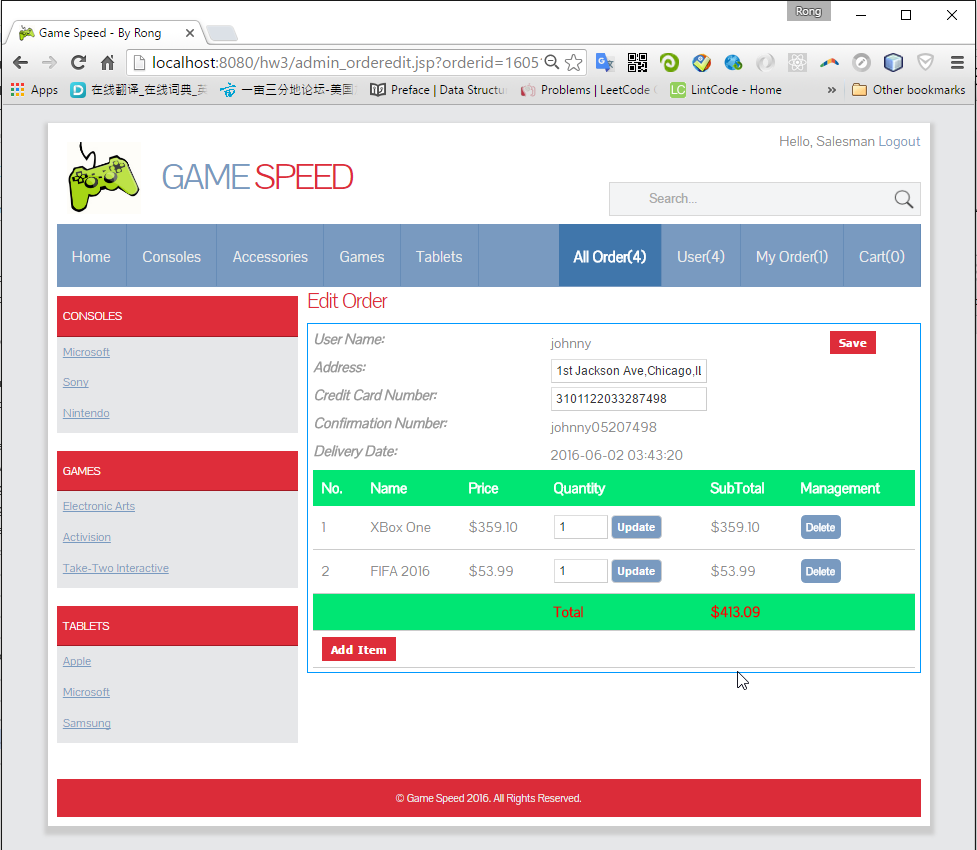 Rong
Game Speed - By Rong
localhost:8080/hw3/admin_orderedit.jsp?orderid=1605
Apps 在线翻译_在线词典_ 一亩三分地论坛-美国 Preface | Data Structu Problems | LeetCode LC LintCode - Home » Other bookmarks
Hello, Salesman Logout
GAME SPEED
Search...
Home Consoles Accessories Games Tablets All Order(4) User(4) My Order(1) Cart(0)
CONSOLES
Microsoft
Sony
Nintendo
GAMES
Electronic Arts
Activision
Take-Two Interactive
TABLETS
Apple
Microsoft
Samsung
Edit Order
User Name: johnny Save
Address: 1st Jackson Ave,Chicago,IL
Credit Card Number: 3101122033287498
Confirmation Number: johnny05207498
Delivery Date: 2016-06-02 03:43:20
No. Name Price Quantity SubTotal Management
1 XBox One $359.10 1 Update $359.10 Delete
2 FIFA 2016 $53.99 1 Update $53.99 Delete
Total $413.09
Add Item
© Game Speed 2016. All Rights Reserved.